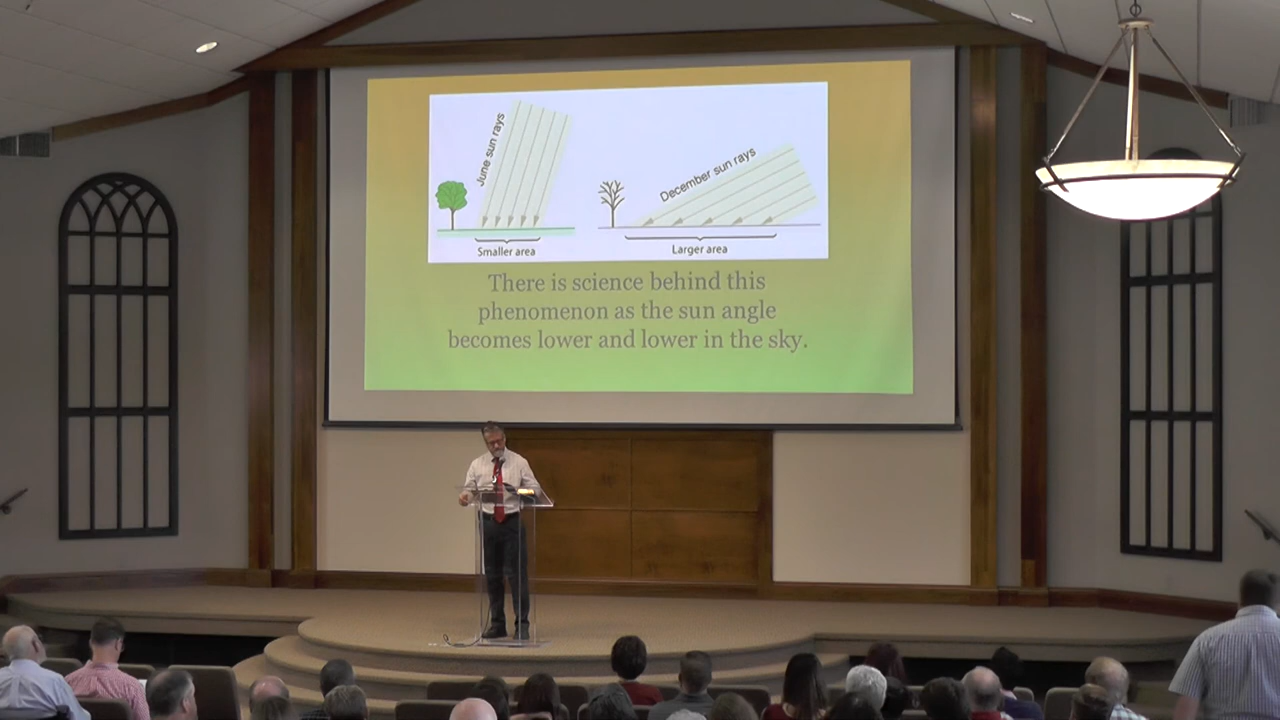 June sun rays
December sun rays
Smaller area
Larger area
There is science behind this
phenomenon as the sun angle
becomes lower and lower in the sky.